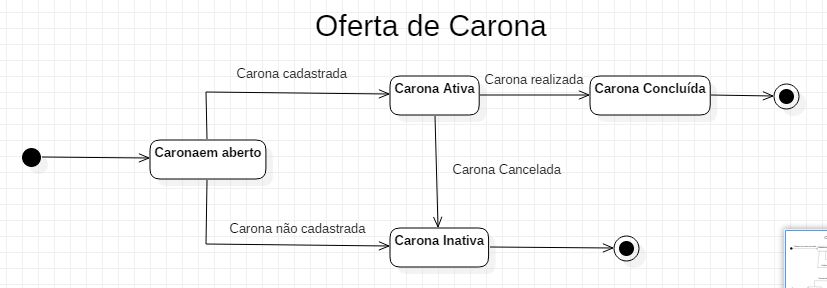 Oferta de Carona
Carona cadastrada
Carona Ativa
Carona realizada
Carona Concluída
Caronaem aberto
Carona Cancelada
Carona não cadastrada
Carona Inativa